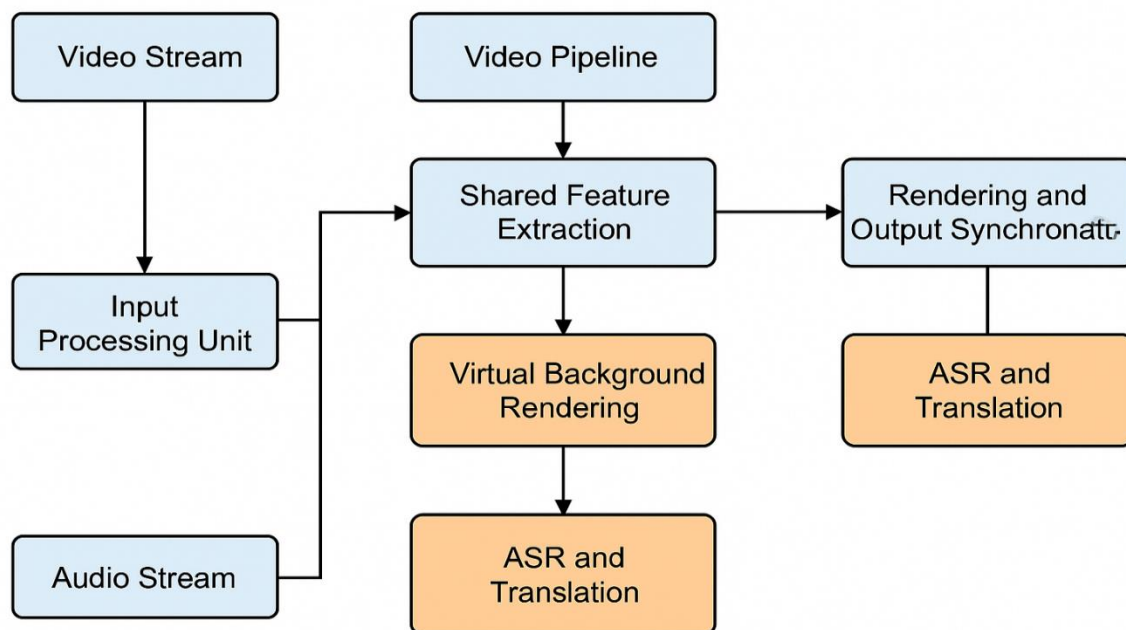 Video Stream
Video Pipeline
Shared Feature
Extraction
Rendering and
Output
Input
Processing Unit
Virtual Background
Rendering
ASR and
Translation
Audio Stream
ASR and
Translation